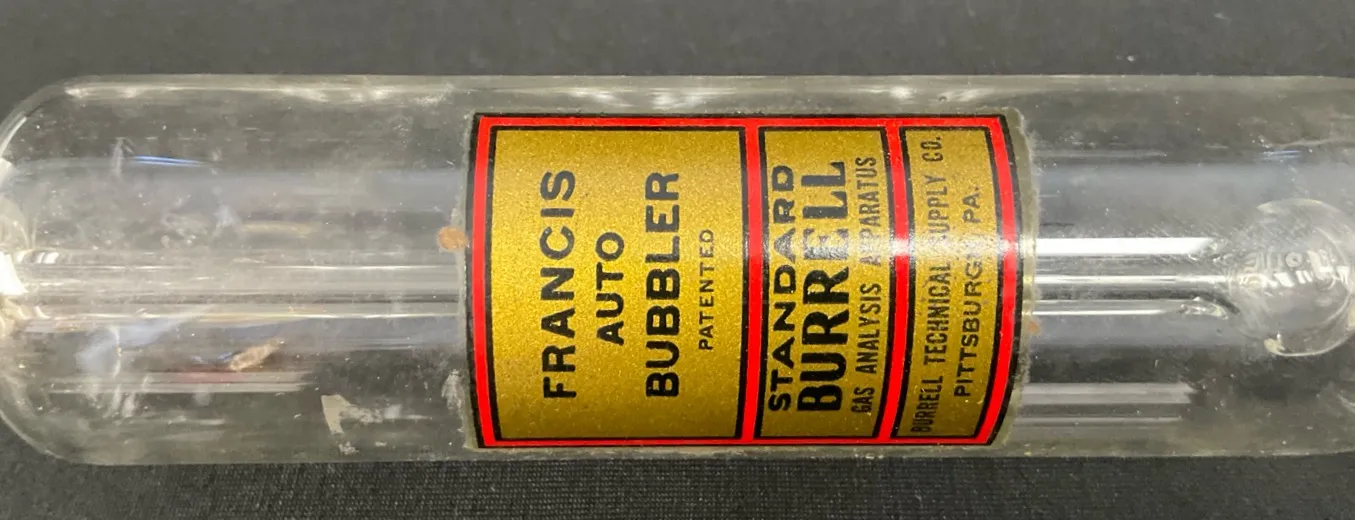 FRANCIS
AUTO
BUBBLER
PATENTED
STANDARD
BURRELL
GAS ANALYSIS APPARATUS
BURRELL TECHNICAL SUPPLY CO.
PITTSBURGH PA.